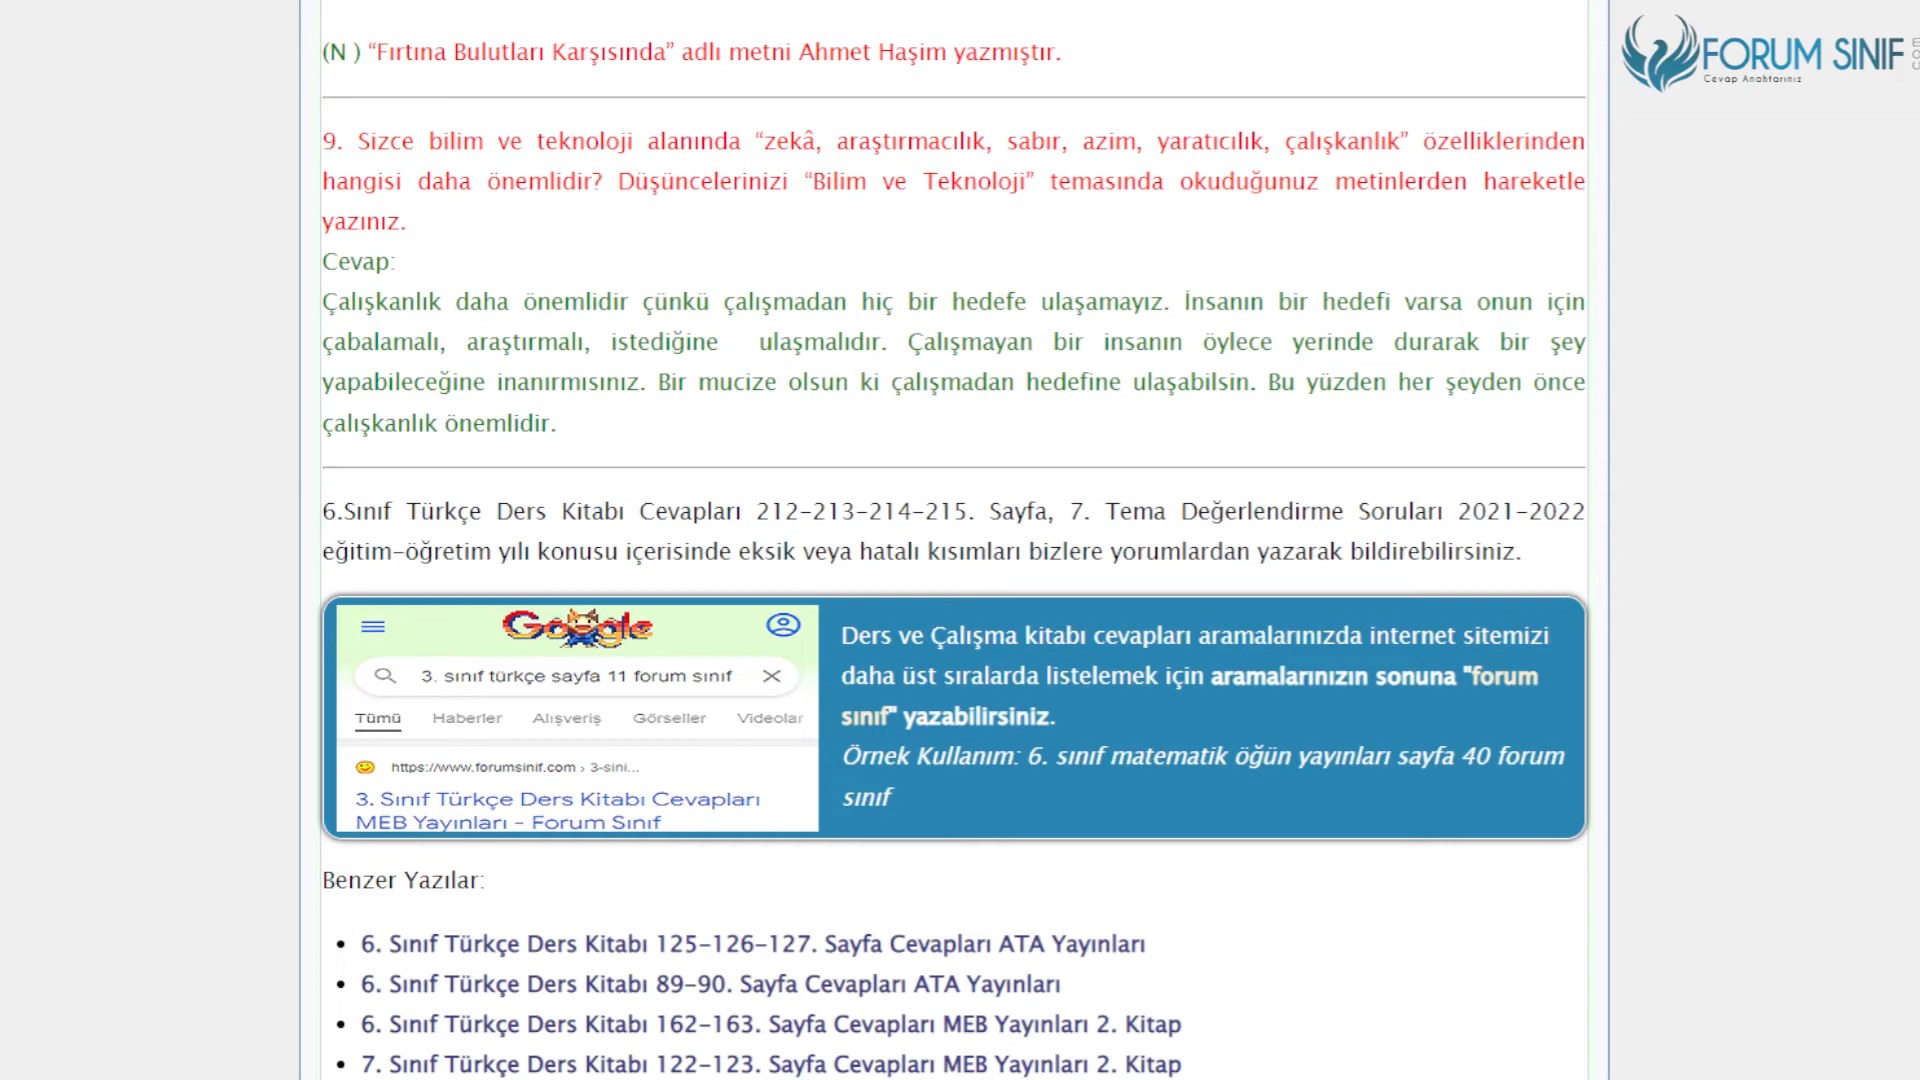 (N ) “Fırtına Bulutları Karşısında” adlı metni Ahmet Haşim yazmıştır.
FORUM SINIF
Cevap Anahtarınız
9. Sizce bilim ve teknoloji alanında “zekâ, araştırmacılık, sabır, azim, yaratıcılık, çalışkanlık” özelliklerinden
hangisi daha önemlidir? Düşüncelerinizi “Bilim ve Teknoloji” temasında okuduğunuz metinlerden hareketle
yazınız.
Cevap:
Çalışkanlık daha önemlidir çünkü çalışmadan hiç bir hedefe ulaşamayız. İnsanın bir hedefi varsa onun için
çabalamalı, araştırmalı, istediğine ulaşmalıdır. Çalışmayan bir insanın öylece yerinde durarak bir şey
yapabileceğine inanırmısınız. Bir mucize olsun ki çalışmadan hedefine ulaşabilsin. Bu yüzden her şeyden önce
çalışkanlık önemlidir.
6.Sınıf Türkçe Ders Kitabı Cevapları 212-213-214-215. Sayfa, 7. Tema Değerlendirme Soruları 2021-2022
eğitim-öğretim yılı konusu içerisinde eksik veya hatalı kısımları bizlere yorumlardan yazarak bildirebilirsiniz.
Google
3. sınıf türkçe sayfa 11 forum sınıf
Tümü Haberler Alışveriş Görseller Videolar
https://www.forumsinif.com › 3-sini...
3. Sınıf Türkçe Ders Kitabı Cevapları
MEB Yayınları - Forum Sınıf
Ders ve Çalışma kitabı cevapları aramalarınızda internet sitemizi
daha üst sıralarda listelemek için aramalarınızın sonuna "forum
sınıf" yazabilirsiniz.
Örnek Kullanım: 6. sınıf matematik öğün yayınları sayfa 40 forum
sınıf
Benzer Yazılar:
• 6. Sınıf Türkçe Ders Kitabı 125-126-127. Sayfa Cevapları ATA Yayınları
• 6. Sınıf Türkçe Ders Kitabı 89-90. Sayfa Cevapları ATA Yayınları
• 6. Sınıf Türkçe Ders Kitabı 162-163. Sayfa Cevapları MEB Yayınları 2. Kitap
• 7. Sınıf Türkçe Ders Kitabı 122-123. Sayfa Cevapları MEB Yayınları 2. Kitap